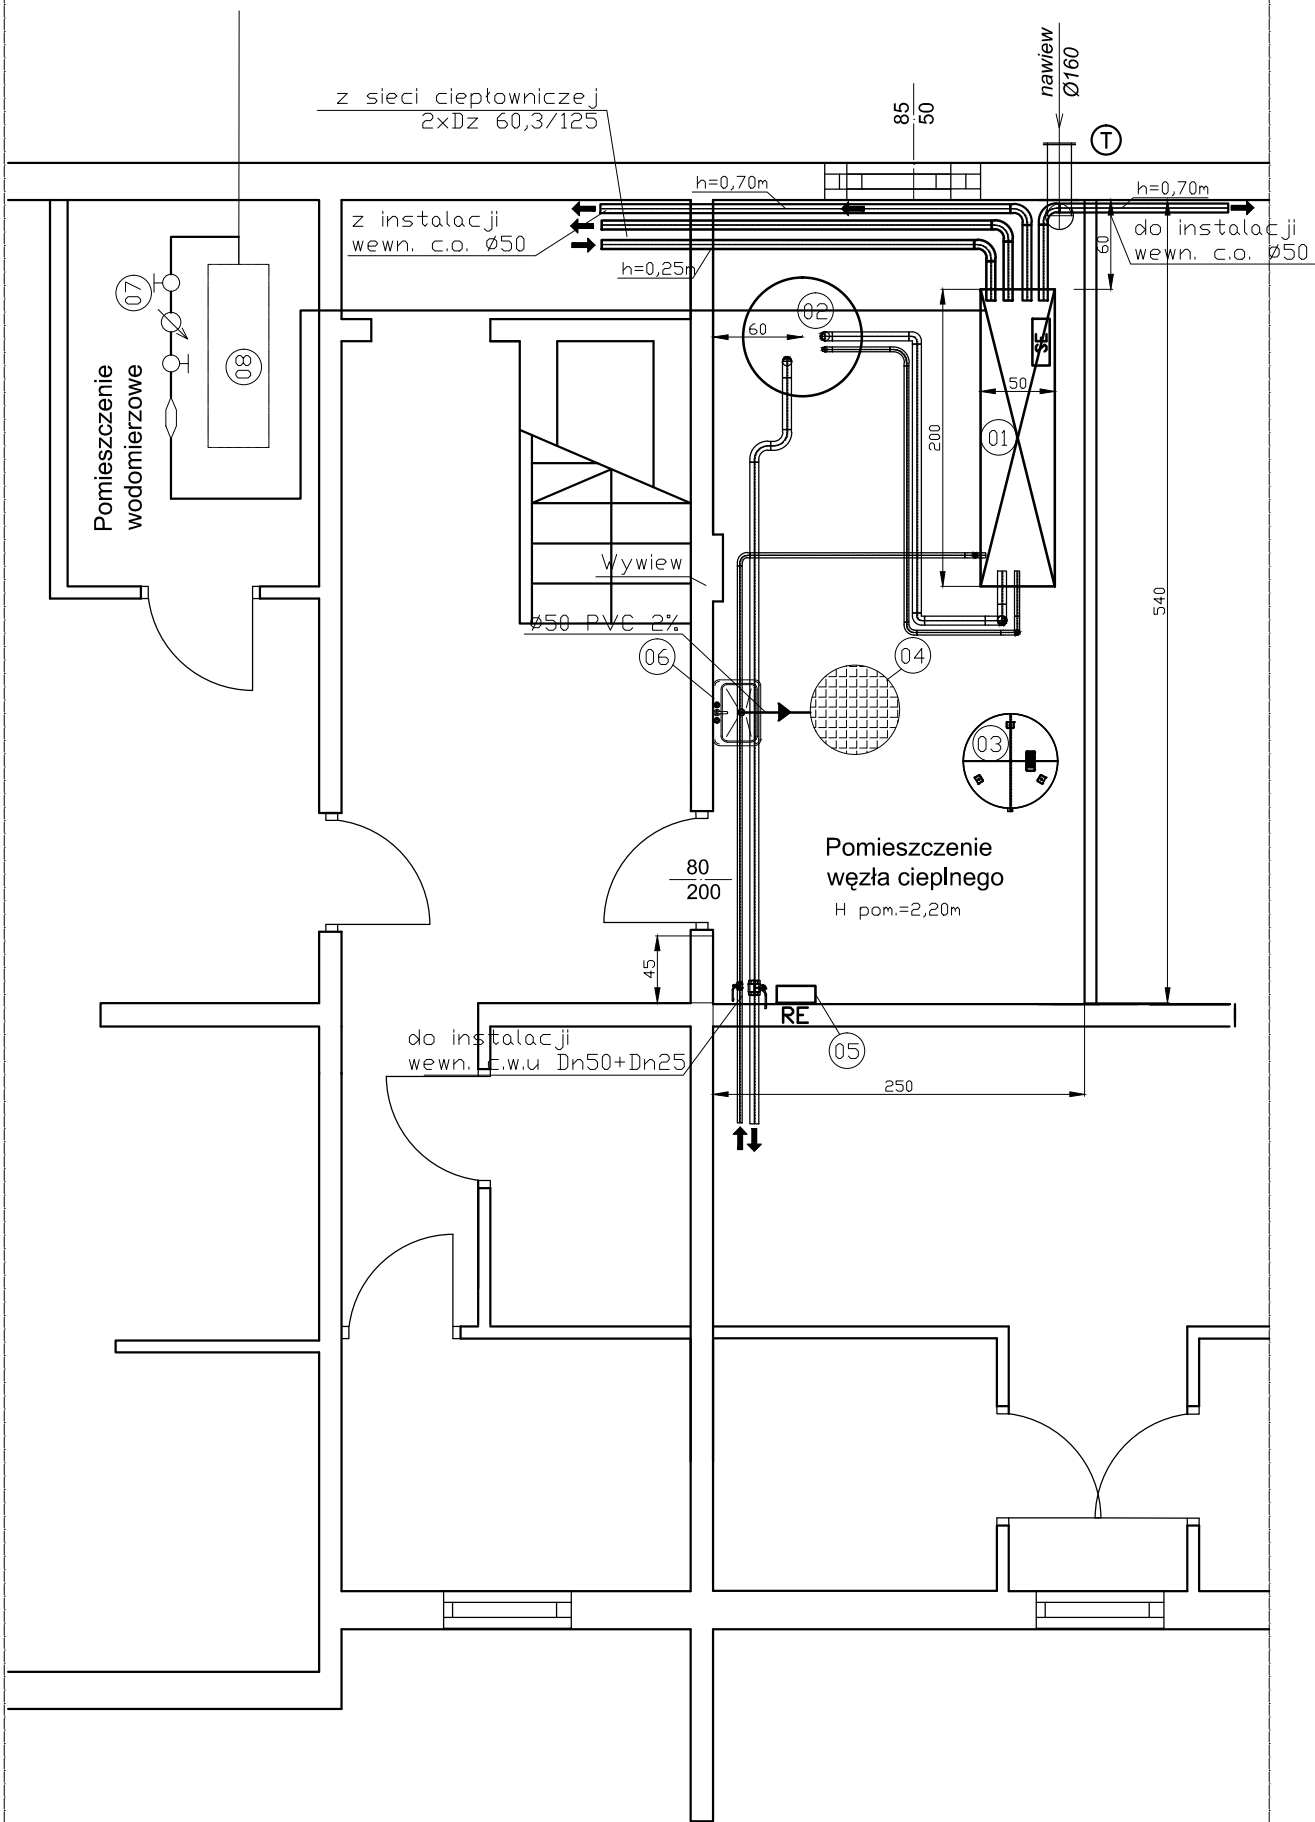 nawiew
Ø160
z sieci ciepłowniczej
2xDz 60,3/125
85
50
T
h=0,70m
h=0,70m
z instalacji
wewn. c.o. Ø50
do instalacji
wewn. c.o. Ø50
60
h=0,25m
07
02
60
SE
08
50
Pomieszczenie
wodomierzowe
200
01
Wywiew
540
Ø50 PVC 2%
06
04
03
Pomieszczenie
węzła cieplnego
H pom.=2,20m
80
200
45
RE
do instalacji
wewn. c.w.u Dn50+Dn25
05
250